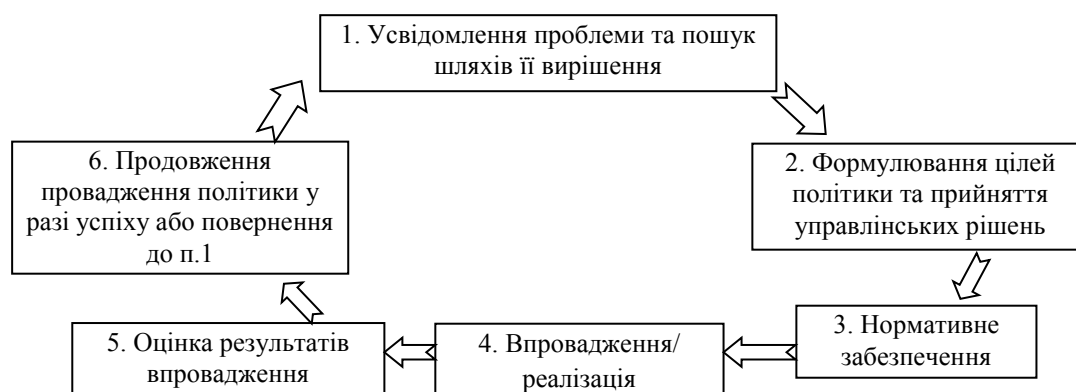 1. Усвідомлення проблеми та пошук
шляхів її вирішення
2. Формулювання цілей
політики та прийняття
управлінських рішень
3. Нормативне
забезпечення
4. Впровадження/
реалізація
5. Оцінка результатів
впровадження
6. Продовження
провадження політики у
разі успіху або повернення
до п.1